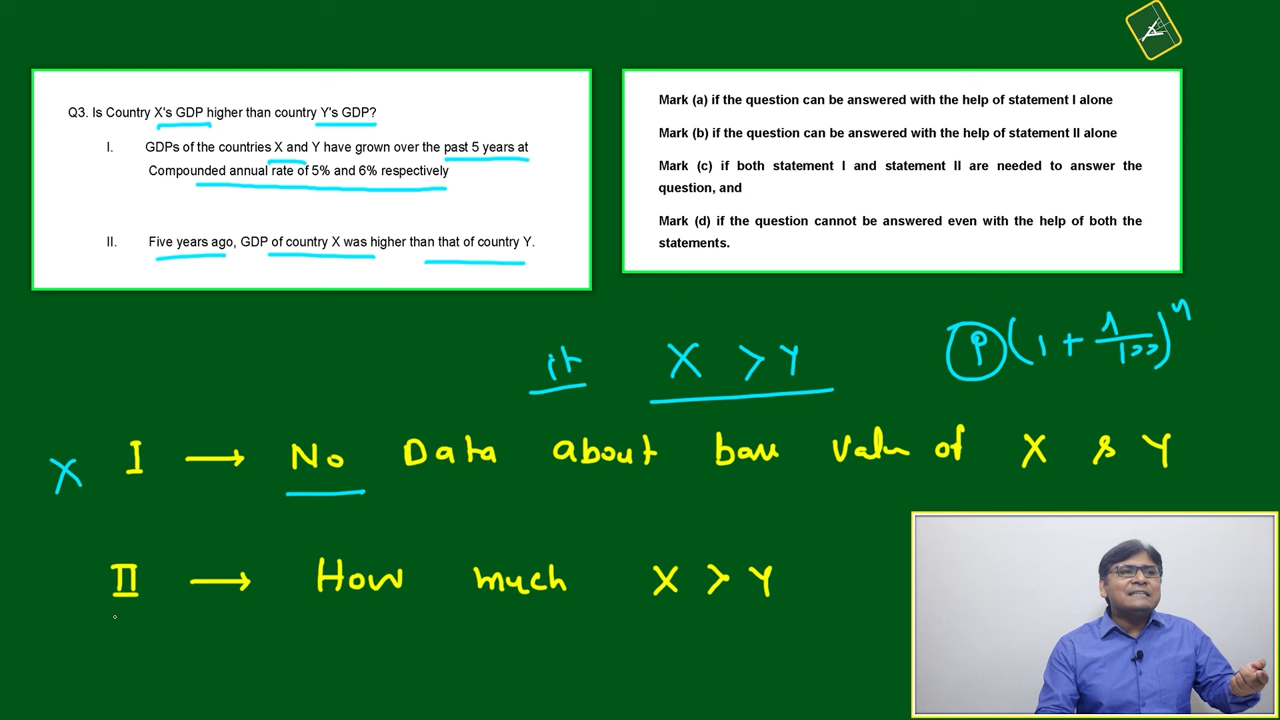 Q3. Is Country X's GDP higher than country Y's GDP?
I. GDPs of the countries X and Y have grown over the past 5 years at
Compounded annual rate of 5% and 6% respectively
II. Five years ago, GDP of country X was higher than that of country Y.
Mark (a) if the question can be answered with the help of statement I alone
Mark (b) if the question can be answered with the help of statement II alone
Mark (c) if both statement I and statement II are needed to answer the
question, and
Mark (d) if the question cannot be answered even with the help of both the
statements.
X > Y
X I → No Data about base value of X & Y
II → How much X > Y